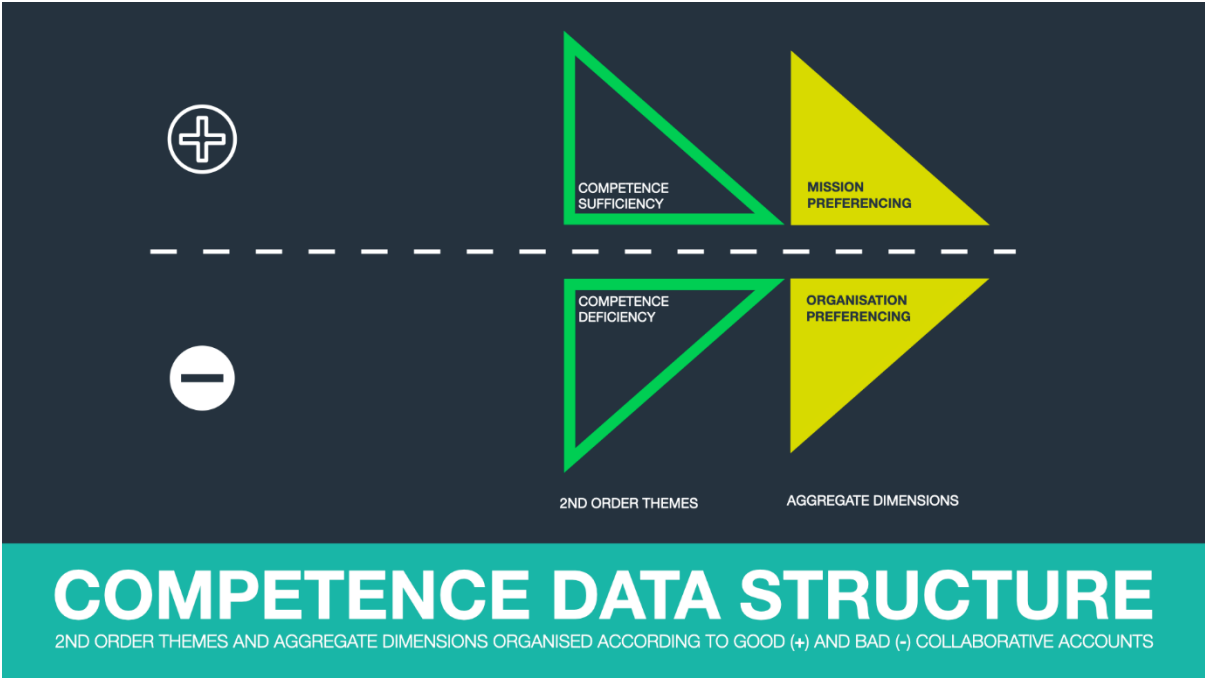 COMPETENCE
SUFFICIENCY
MISSION
PREFERENCING
COMPETENCE
DEFICIENCY
ORGANISATION
PREFERENCING
2ND ORDER THEMES
AGGREGATE DIMENSIONS
COMPETENCE DATA STRUCTURE
2ND ORDER THEMES AND AGGREGATE DIMENSIONS ORGANISED ACCORDING TO GOOD (+) AND BAD (-) COLLABORATIVE ACCOUNTS